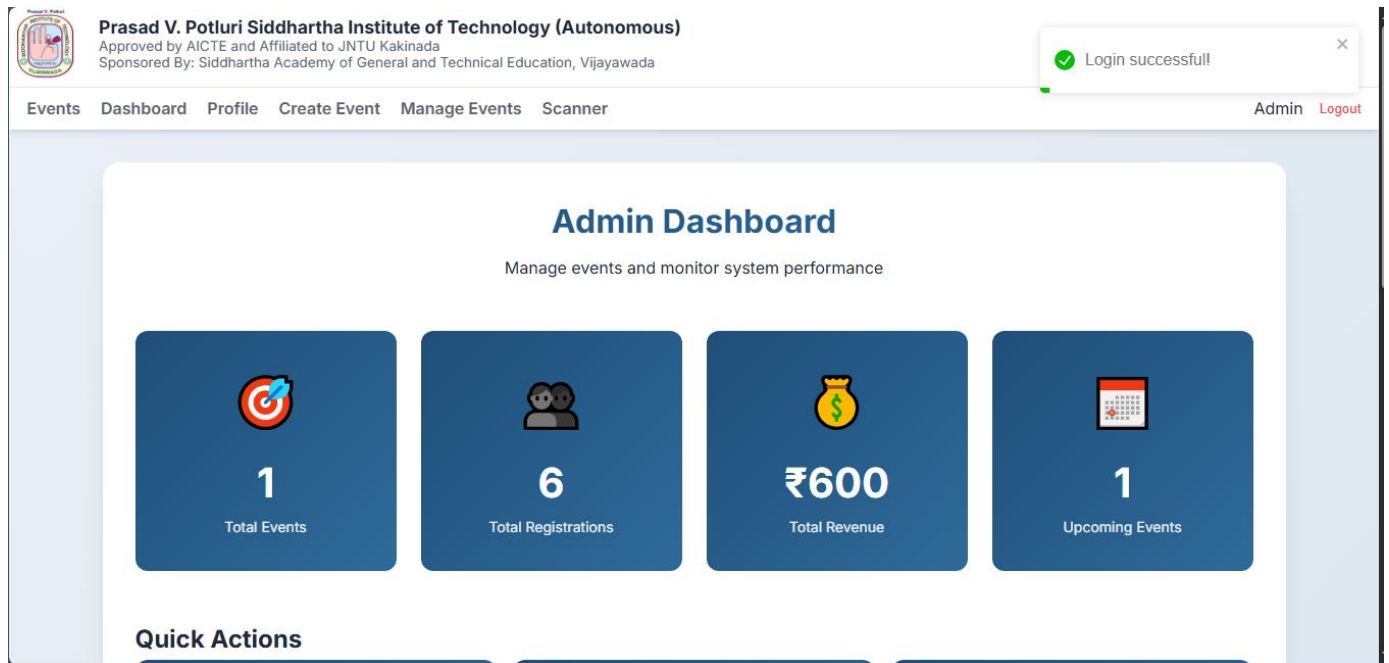 Prasad V. Potluri Siddhartha Institute of Technology (Autonomous)
Approved by AICTE and Affiliated to JNTU Kakinada
Sponsored By: Siddhartha Academy of General and Technical Education, Vijayawada
Login successful!
Events Dashboard Profile Create Event Manage Events Scanner Admin Logout
Admin Dashboard
Manage events and monitor system performance
1
Total Events
6
Total Registrations
₹600
Total Revenue
1
Upcoming Events
Quick Actions